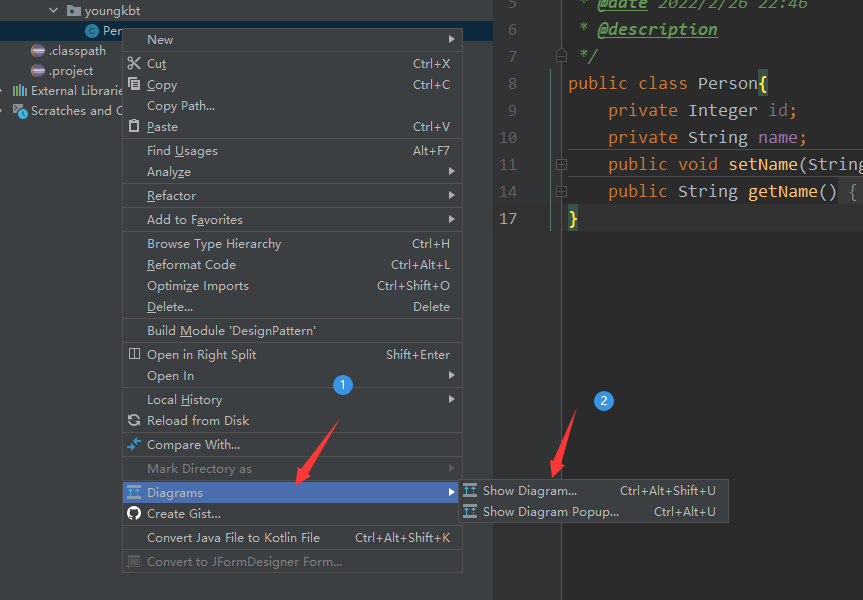 youngkbt
Per
.classpath
.project
External Librarie
Scratches and C
New
Cut Ctrl+X
Copy Ctrl+C
Copy Path...
Paste Ctrl+V
Find Usages Alt+F7
Analyze
Refactor
Add to Favorites
Browse Type Hierarchy Ctrl+H
Reformat Code Ctrl+Alt+L
Optimize Imports Ctrl+Shift+O
Delete... Delete
Build Module 'DesignPattern'
Open in Right Split Shift+Enter
Open In
1
Local History
Reload from Disk
Compare With...
Mark Directory as
Diagrams
Create Gist...
Convert Java File to Kotlin File Ctrl+Alt+Shift+K
Convert to JFormDesigner Form...
2
Show Diagram... Ctrl+Alt+Shift+U
Show Diagram Popup... Ctrl+Alt+U
5 * @date 2022/2/26 22:46
6 * @description
7 */
8 public class Person{
9 private Integer id;
10 private String name;
11 public void setName(String
14 public String getName() {
17 }